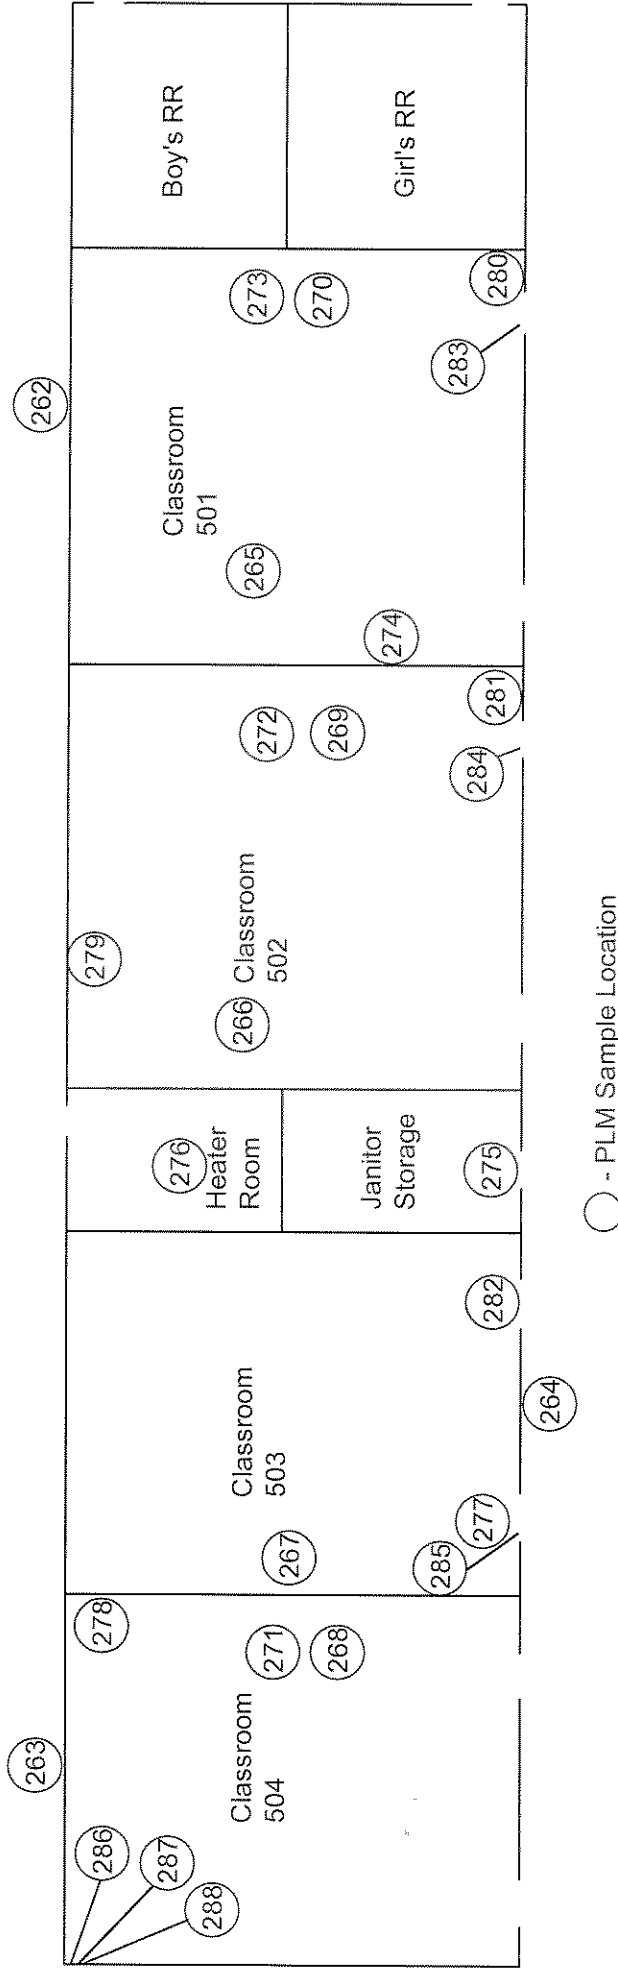 263
262
286
287
288
278
279
276
Heater
Room
Classroom
504
271
268
Classroom
503
267
266
Classroom
502
272
269
265
Classroom
501
273
270
Boy's RR
Girl's RR
Janitor
Storage
275
285
277
282
264
284
281
274
283
280
- PLM Sample Location